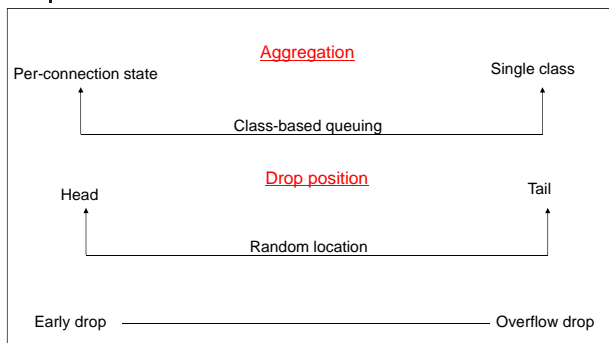 Aggregation
Per-connection state
Single class
Class-based queuing
Drop position
Head
Tail
Random location
Early drop
Overflow drop